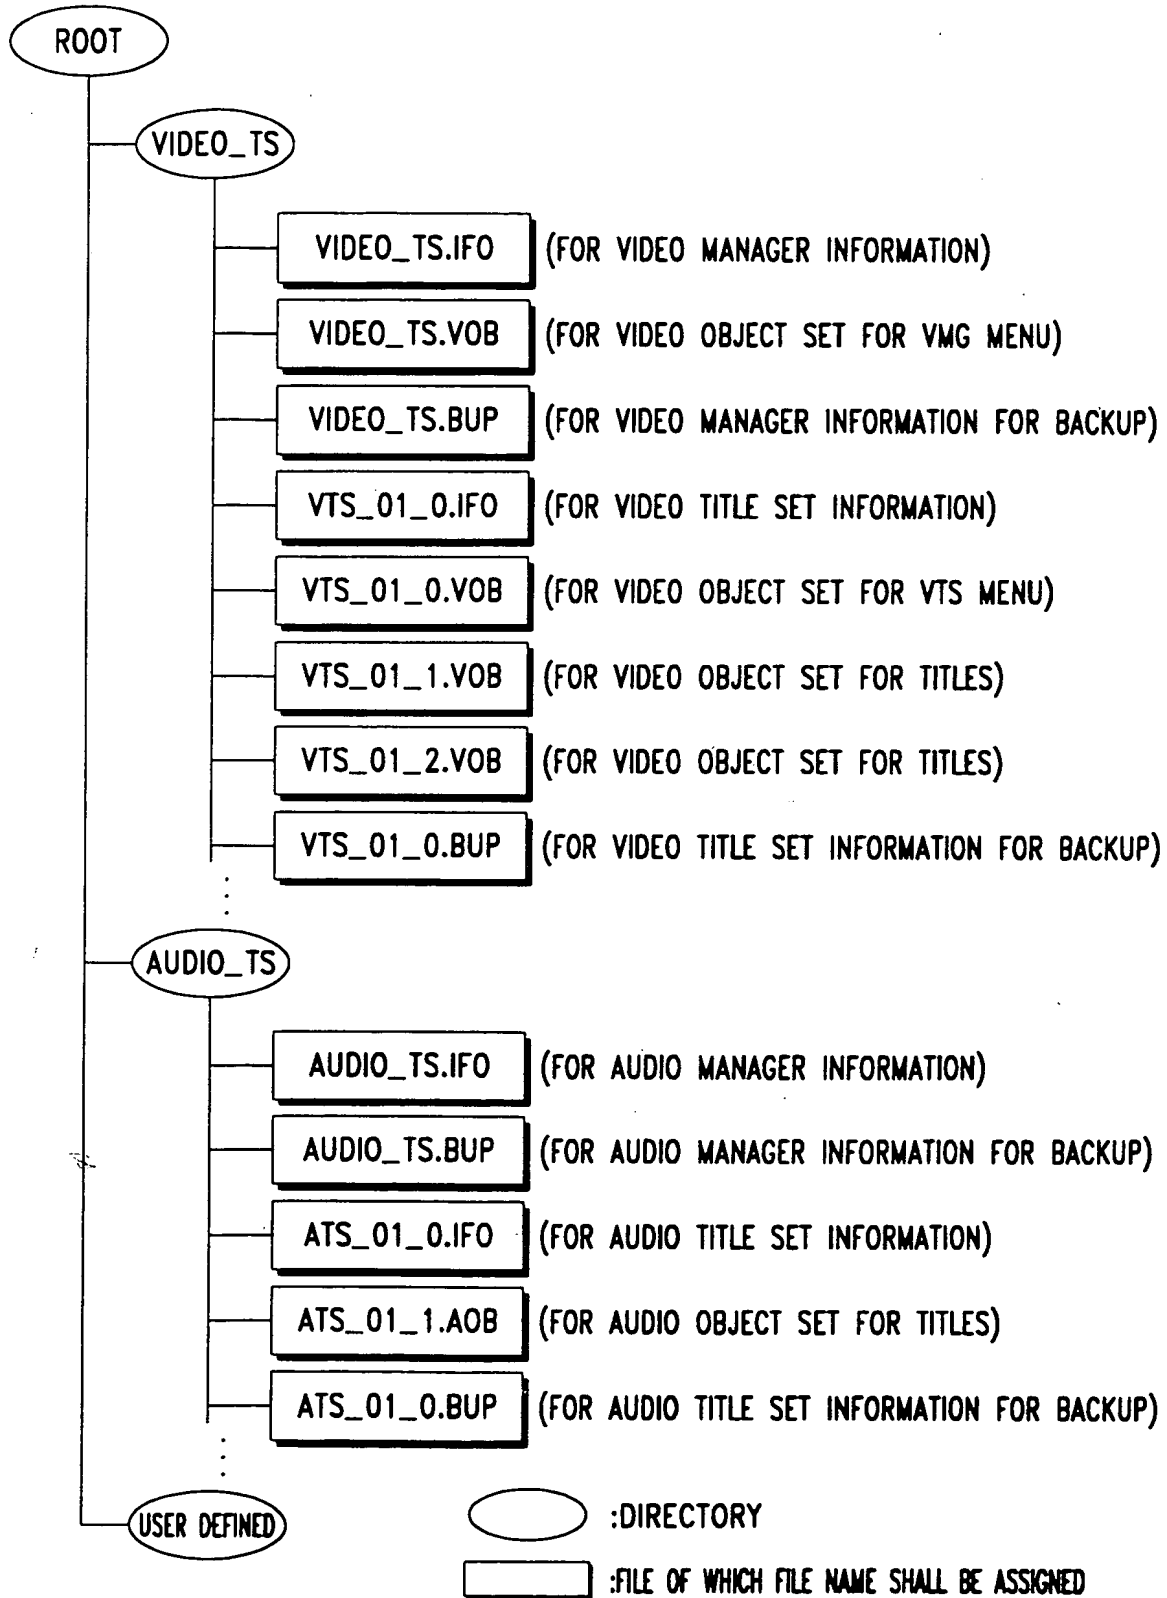 ROOT
VIDEO_TS
VIDEO_TS.IFO (FOR VIDEO MANAGER INFORMATION)
VIDEO_TS.VOB (FOR VIDEO OBJECT SET FOR VMG MENU)
VIDEO_TS.BUP (FOR VIDEO MANAGER INFORMATION FOR BACKUP)
VTS_01_0.IFO (FOR VIDEO TITLE SET INFORMATION)
VTS_01_0.VOB (FOR VIDEO OBJECT SET FOR VTS MENU)
VTS_01_1.VOB (FOR VIDEO OBJECT SET FOR TITLES)
VTS_01_2.VOB (FOR VIDEO OBJECT SET FOR TITLES)
VTS_01_0.BUP (FOR VIDEO TITLE SET INFORMATION FOR BACKUP)
AUDIO_TS
AUDIO_TS.IFO (FOR AUDIO MANAGER INFORMATION)
AUDIO_TS.BUP (FOR AUDIO MANAGER INFORMATION FOR BACKUP)
ATS_01_0.IFO (FOR AUDIO TITLE SET INFORMATION)
ATS_01_1.AOB (FOR AUDIO OBJECT SET FOR TITLES)
ATS_01_0.BUP (FOR AUDIO TITLE SET INFORMATION FOR BACKUP)
USER DEFINED
:DIRECTORY
:FILE OF WHICH FILE NAME SHALL BE ASSIGNED